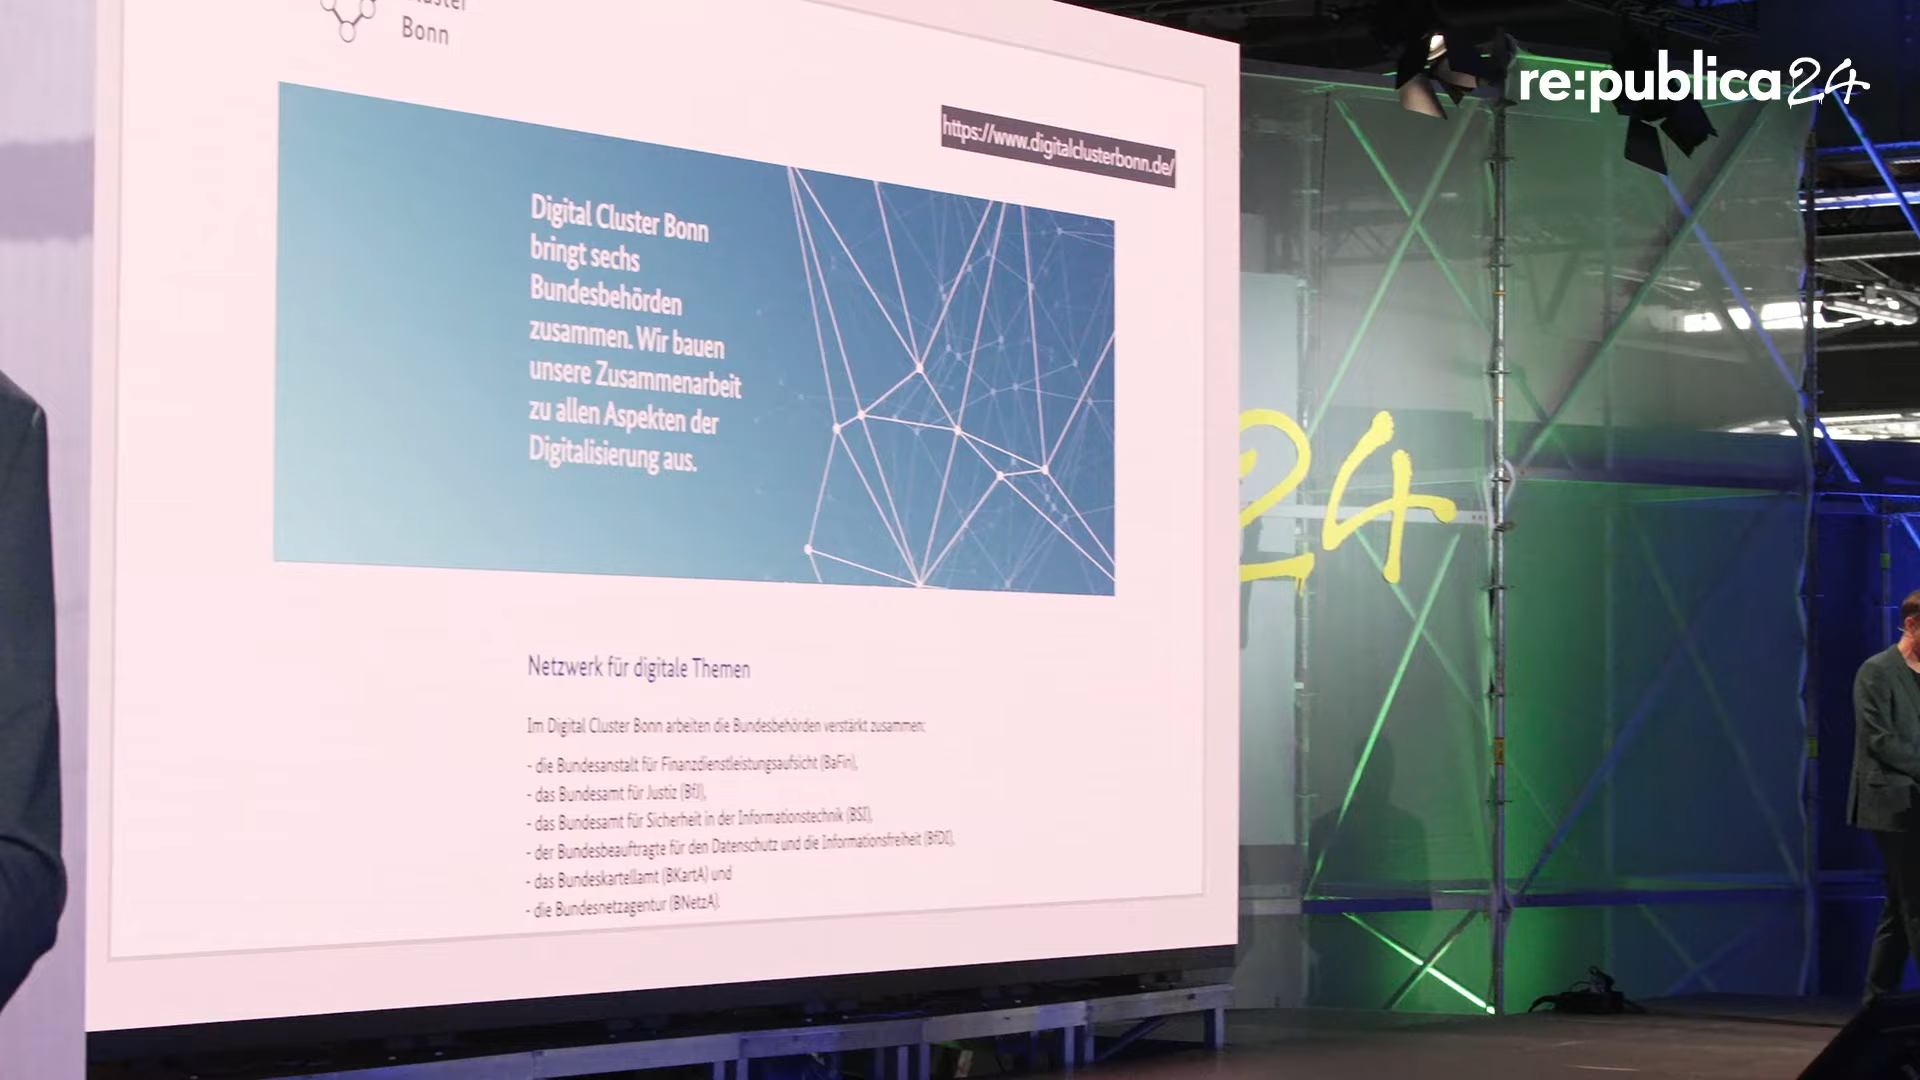 Bonn
re:publica24
https://www.digitalclusterbonn.de/
Digital Cluster Bonn
bringt sechs
Bundesbehörden
zusammen. Wir bauen
unsere Zusammenarbeit
zu allen Aspekten der
Digitalisierung aus.
24
Netzwerk für digitale Themen
Im Digital Cluster Bonn arbeiten die Bundesbehörden verstärkt zusammen:
- die Bundesanstalt für Finanzdienstleistungsaufsicht (BaFin),
- das Bundesamt für Justiz (BfJ),
- das Bundesamt für Sicherheit in der Informationstechnik (BSI),
- der Bundesbeauftragte für den Datenschutz und die Informationsfreiheit (BfDI),
- das Bundeskartellamt (BKartA) und
- die Bundesnetzagentur (BNetzA).